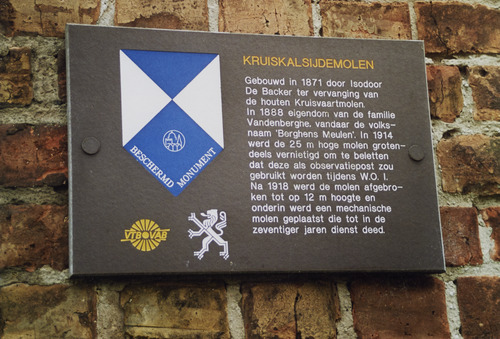 KRUISKALSIJDEMOLEN
Gebouwd in 1871 door Isodoor
De Backer ter vervanging van
de houten Kruisvaartmolen.
In 1888 eigendom van de familie
Vandenberghe, vandaar de volks-
naam 'Berghens Meulen'. In 1914
werd de 25 m hoge molen groten-
deels vernietigd om te beletten
dat deze als observatiepost zou
gebruikt worden tijdens W.O. I.
Na 1918 werd de molen afgebro-
ken tot op 12 m hoogte en
onderin werd een mechanische
molen geplaatst die tot in de
zeventiger jaren dienst deed.
BESCHERMD MONUMENT
VTB VAB